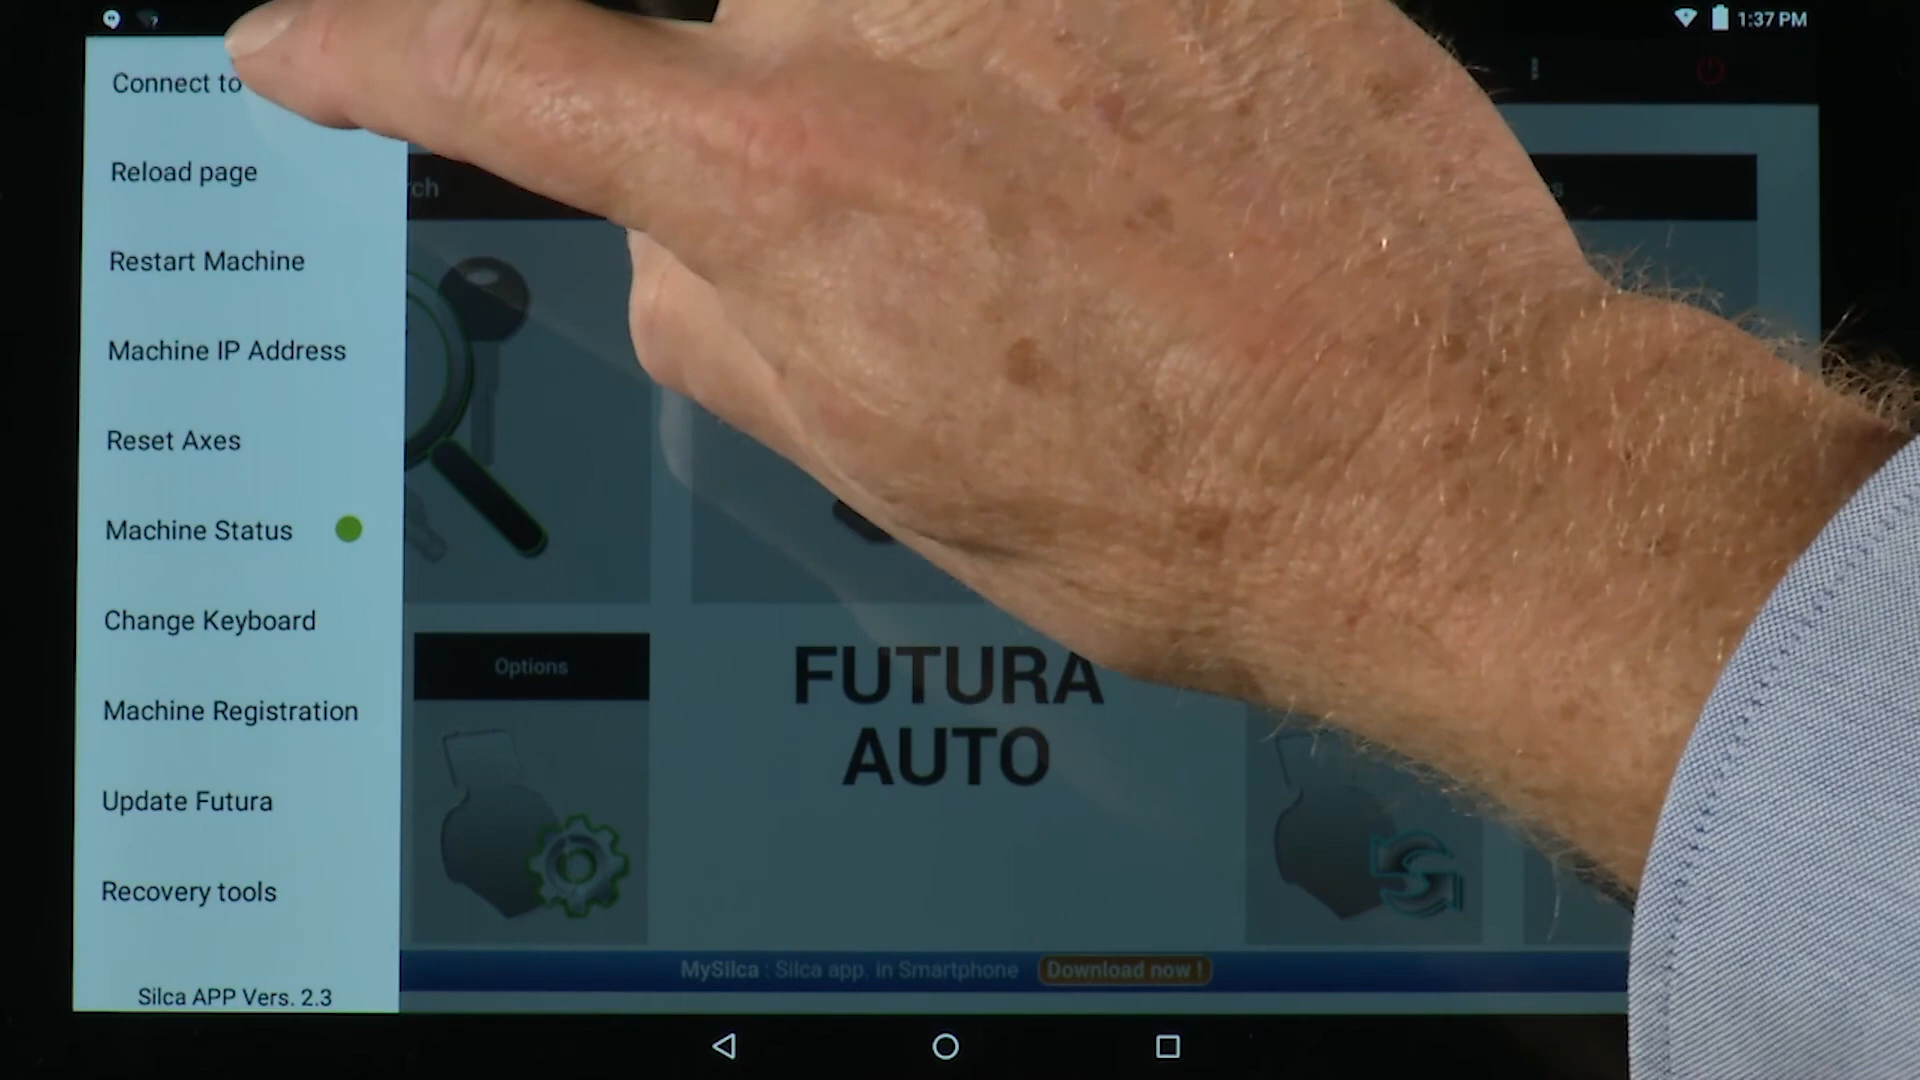 1:37 PM
Connect to
Reload page
Restart Machine
Machine IP Address
Reset Axes
Machine Status
Change Keyboard
Machine Registration
Update Futura
Recovery tools
Silca APP Vers. 2.3
Options
FUTURA
AUTO
MySilca : Silca app. in Smartphone Download now !